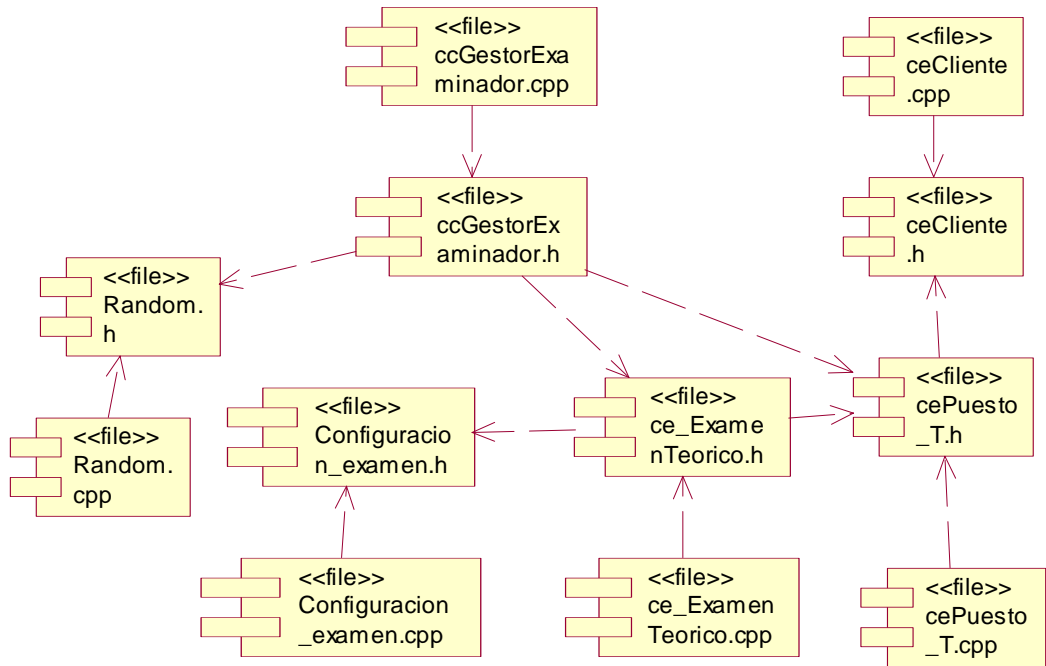 <<file>>
ccGestorExa
minador.cpp
<<file>>
ceCliente
.cpp
<<file>>
ccGestorEx
aminador.h
<<file>>
ceCliente
.h
<<file>>
Random.
h
<<file>>
Configuracio
n_examen.h
<<file>>
ce_Exame
nTeorico.h
<<file>>
cePuesto
_T.h
<<file>>
Random.
cpp
<<file>>
Configuracion
_examen.cpp
<<file>>
ce_Examen
Teorico.cpp
<<file>>
cePuesto
_T.cpp